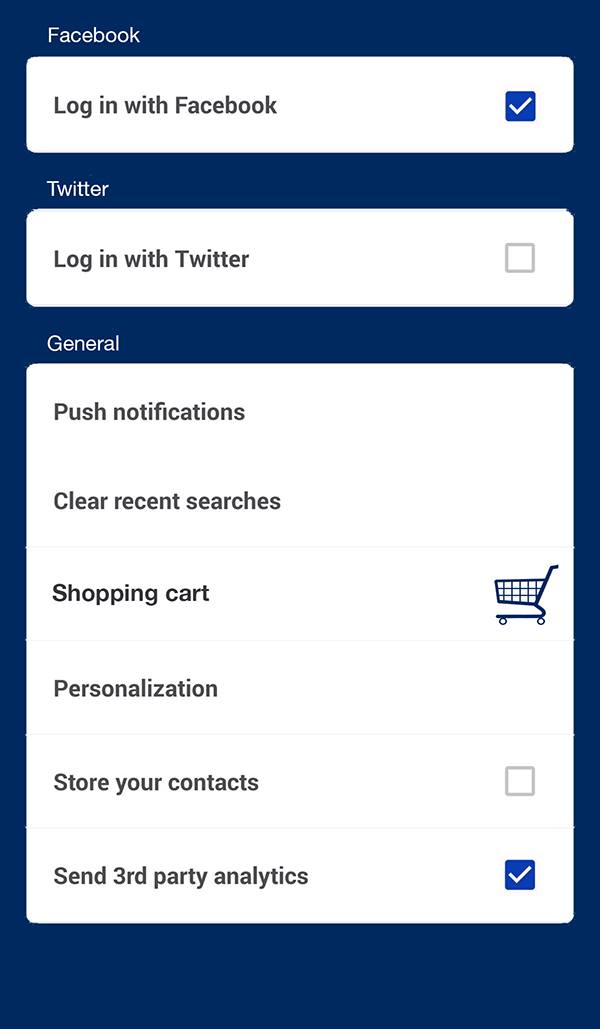 Facebook
Log in with Facebook
Twitter
Log in with Twitter
General
Push notifications
Clear recent searches
Shopping cart
Personalization
Store your contacts
Send 3rd party analytics